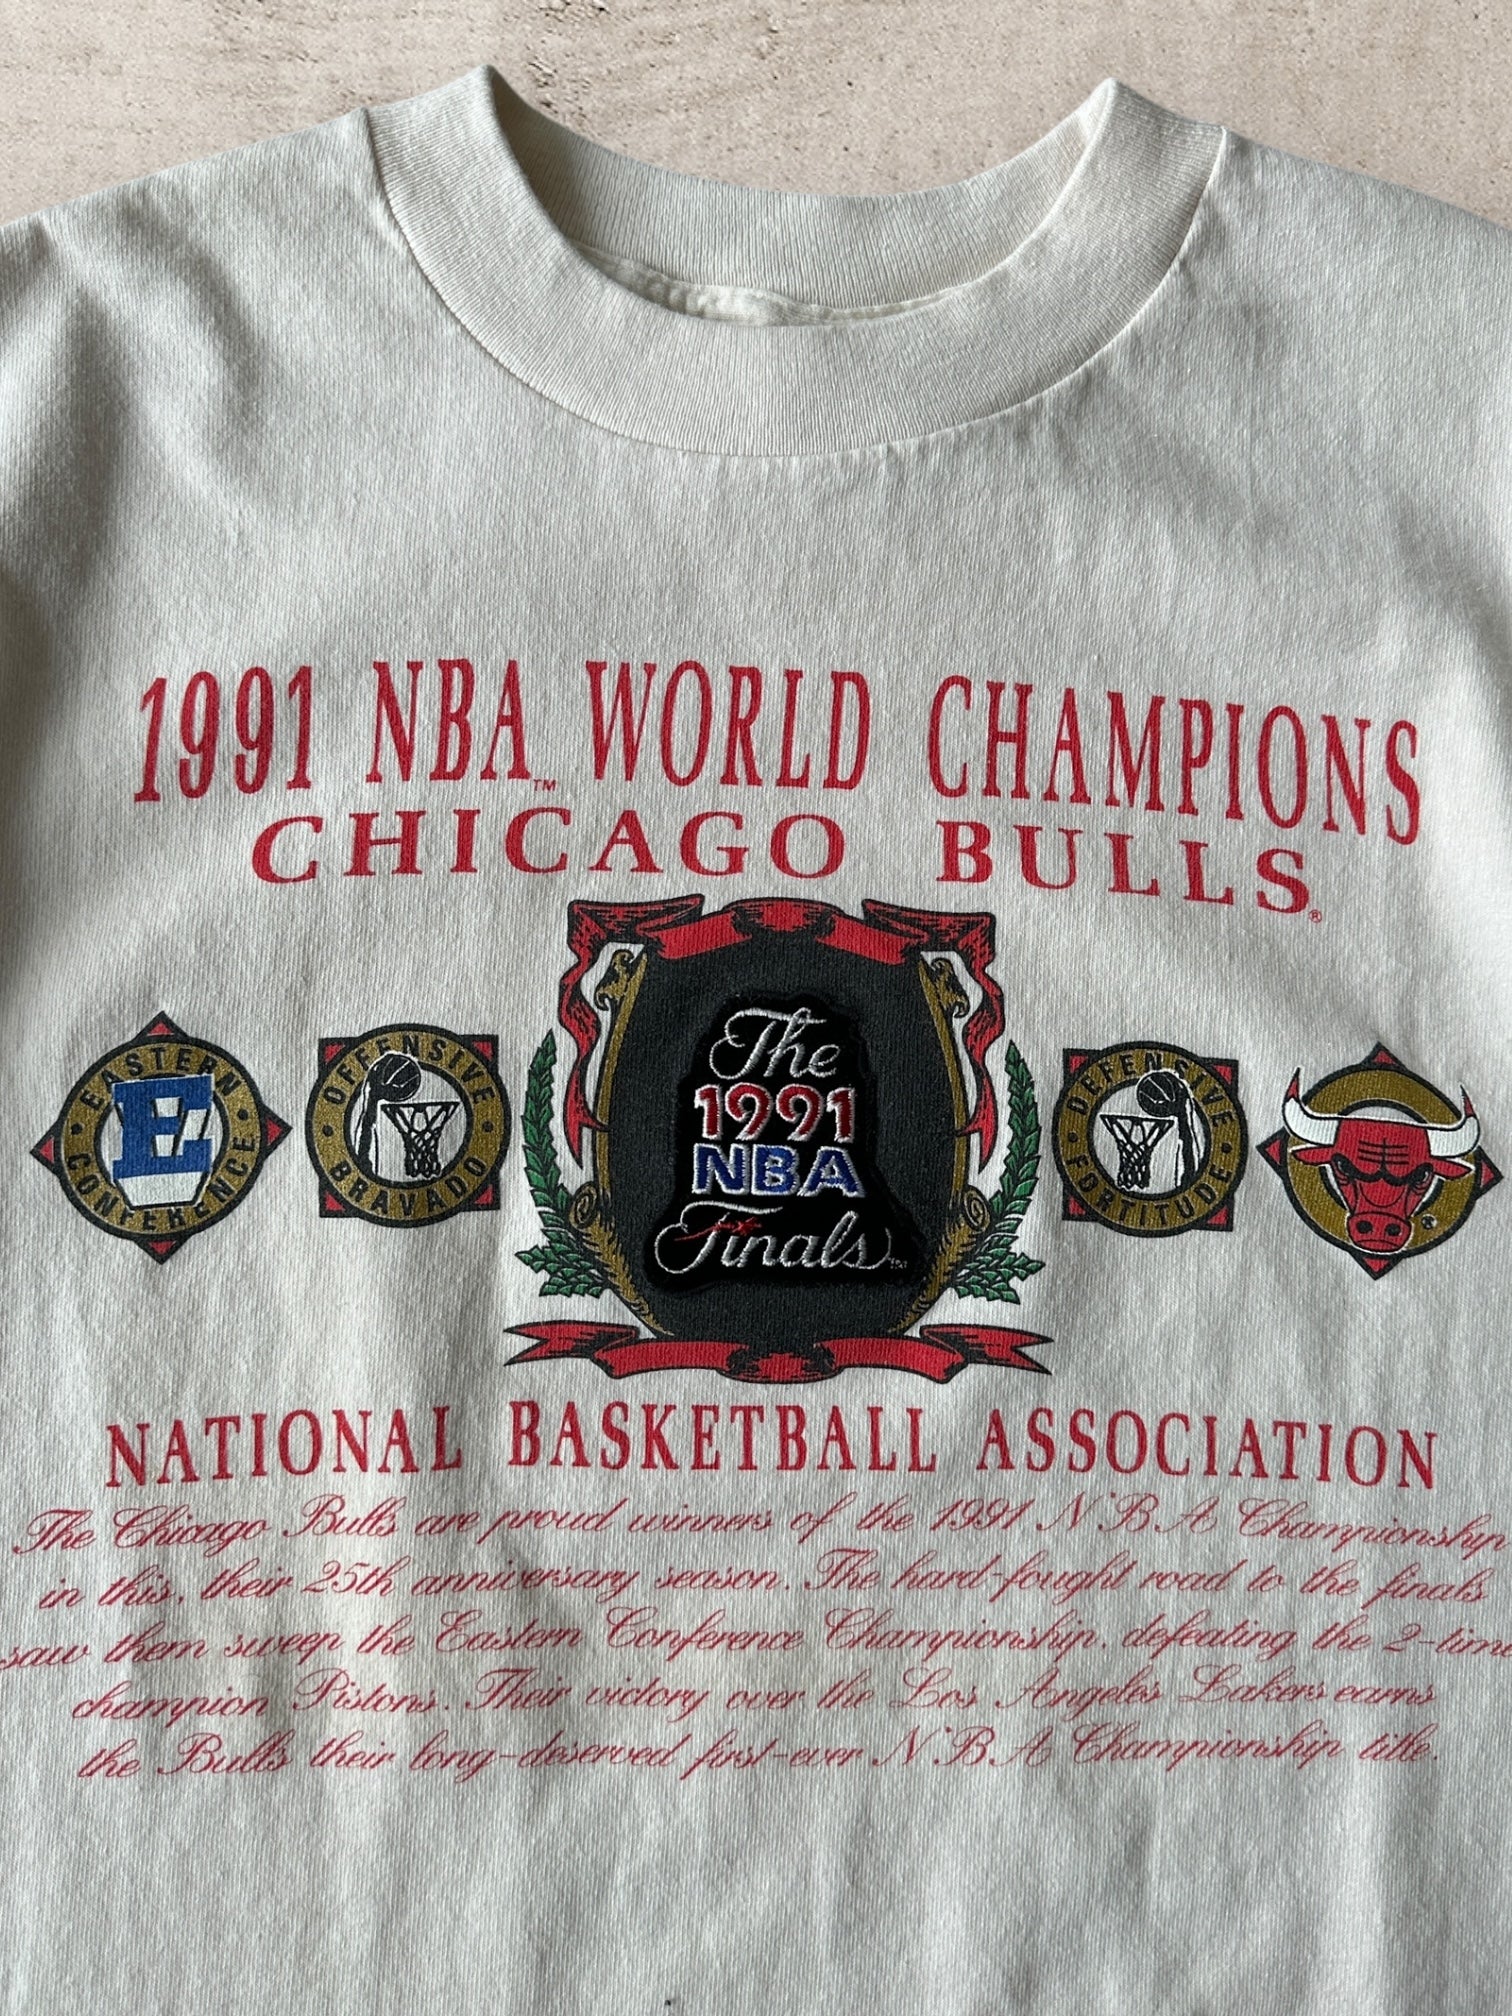 1991 NBA™ WORLD CHAMPIONS
CHICAGO BULLS®
EASTERN CONFERENCE
E
OFFENSIVE BRAVADO
The
1991
NBA
Finals™
DEFENSIVE FORTITUDE
®
NATIONAL BASKETBALL ASSOCIATION
The Chicago Bulls are proud winners of the 1991 NBA Championship
in this, their 25th anniversary season. The hard-fought road to the finals
saw them sweep the Eastern Conference Championship, defeating the 2-time
champion Pistons. Their victory over the Los Angeles Lakers earns
the Bulls their long-deserved first-ever NBA Championship title.